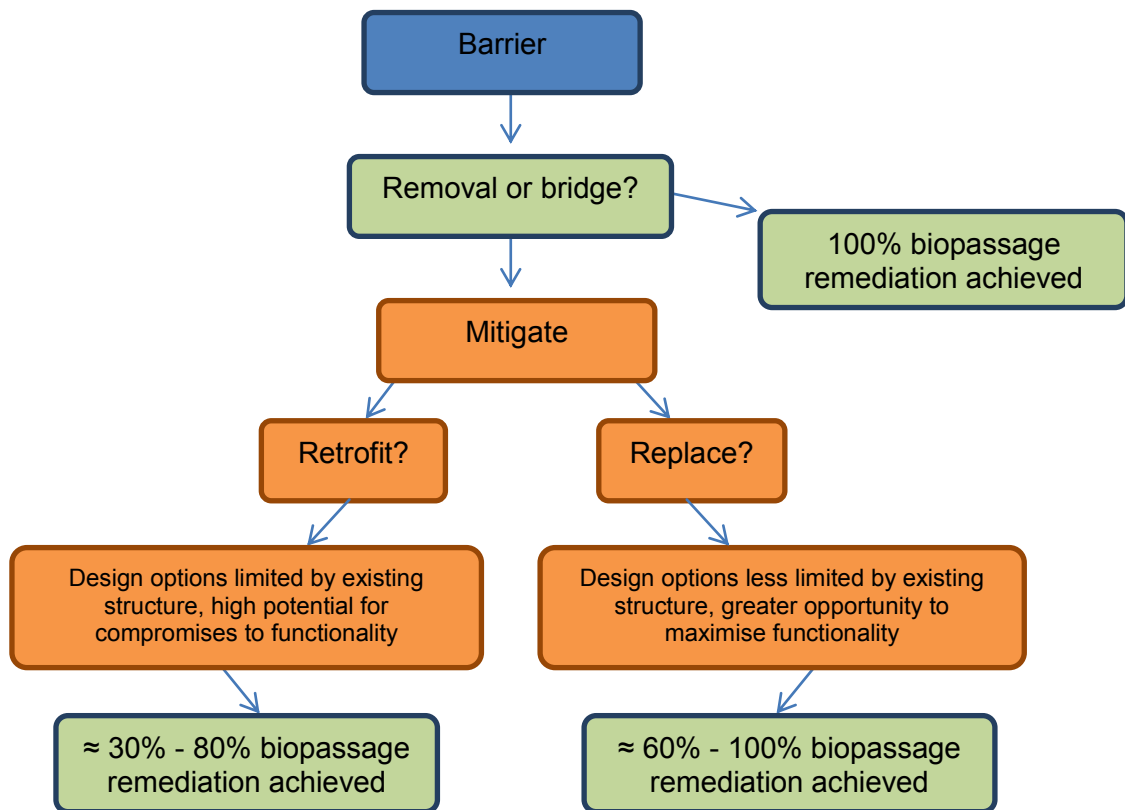 Barrier
Removal or bridge?
100% biopassage
remediation achieved
Mitigate
Retrofit?
Replace?
Design options limited by existing
structure, high potential for
compromises to functionality
Design options less limited by existing
structure, greater opportunity to
maximise functionality
≈ 30% - 80% biopassage
remediation achieved
≈ 60% - 100% biopassage
remediation achieved